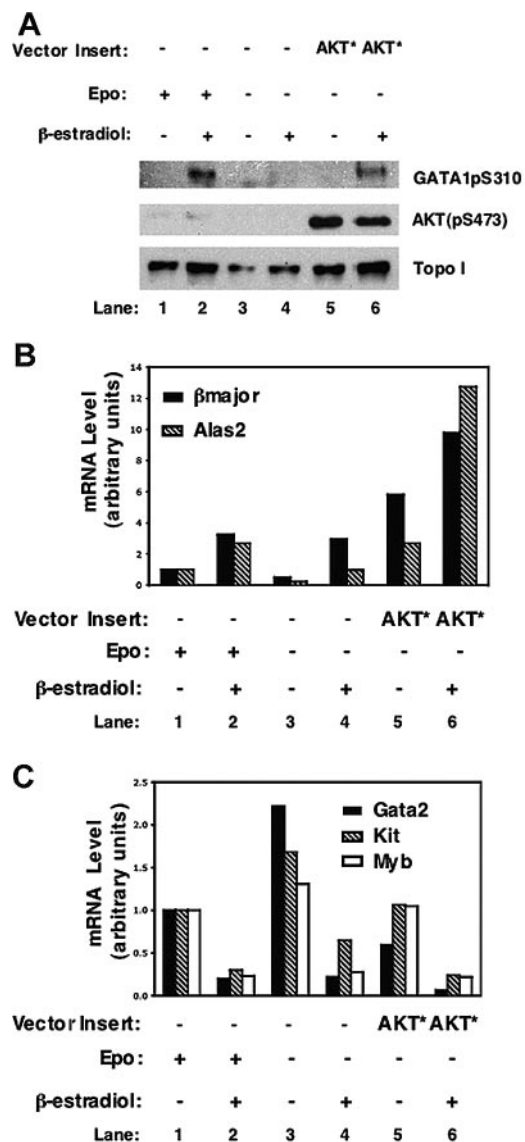 A
Vector Insert: - - - - AKT* AKT*
Epo: + + - - - -
β-estradiol: - + - + - +
GATA1pS310
AKT(pS473)
Topo I
Lane: 1 2 3 4 5 6
B
14
12
10
8
6
4
2
0
mRNA Level
(arbitrary units)
βmajor
Alas2
Vector Insert: - - - - AKT* AKT*
Epo: + + - - - -
β-estradiol: - + - + - +
Lane: 1 2 3 4 5 6
C
2.5
2.0
1.5
1.0
0.5
0.0
mRNA Level
(arbitrary units)
Gata2
Kit
Myb
Vector Insert: - - - - AKT* AKT*
Epo: + + - - - -
β-estradiol: - + - + - +
Lane: 1 2 3 4 5 6